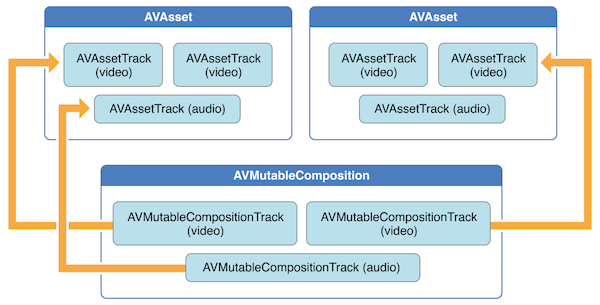 AVAsset
AVAssetTrack
(video)
AVAssetTrack
(video)
AVAssetTrack (audio)
AVAsset
AVAssetTrack
(video)
AVAssetTrack
(video)
AVAssetTrack (audio)
AVMutableComposition
AVMutableCompositionTrack
(video)
AVMutableCompositionTrack
(video)
AVMutableCompositionTrack (audio)